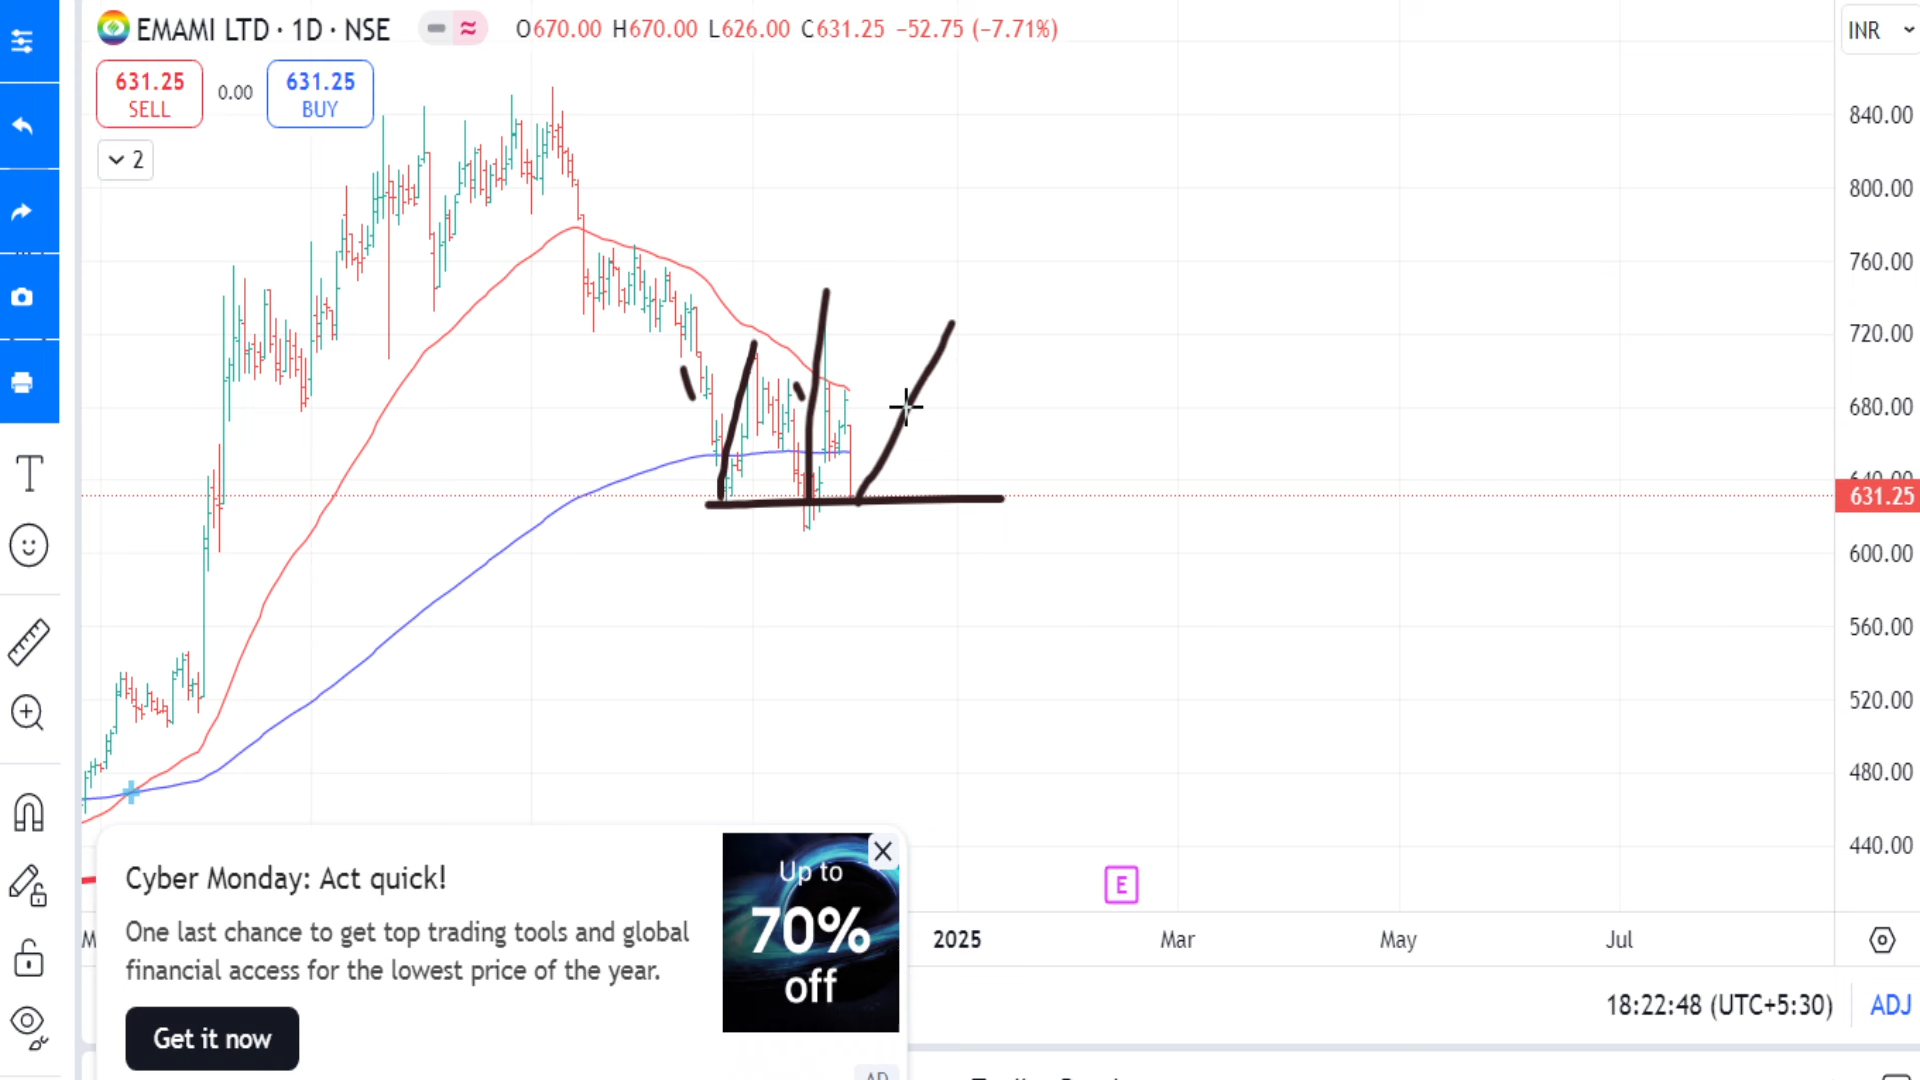 EMAMI LTD · 1D · NSE
O670.00 H670.00 L626.00 C631.25 −52.75 (−7.71%)
INR
631.25
SELL
0.00
631.25
BUY
2
840.00
800.00
760.00
720.00
680.00
631.25
600.00
560.00
520.00
480.00
440.00
E
Cyber Monday: Act quick!
One last chance to get top trading tools and global
financial access for the lowest price of the year.
Get it now
Up to
70%
off
AD
M
2025
Mar
May
Jul
18:22:48 (UTC+5:30)
ADJ